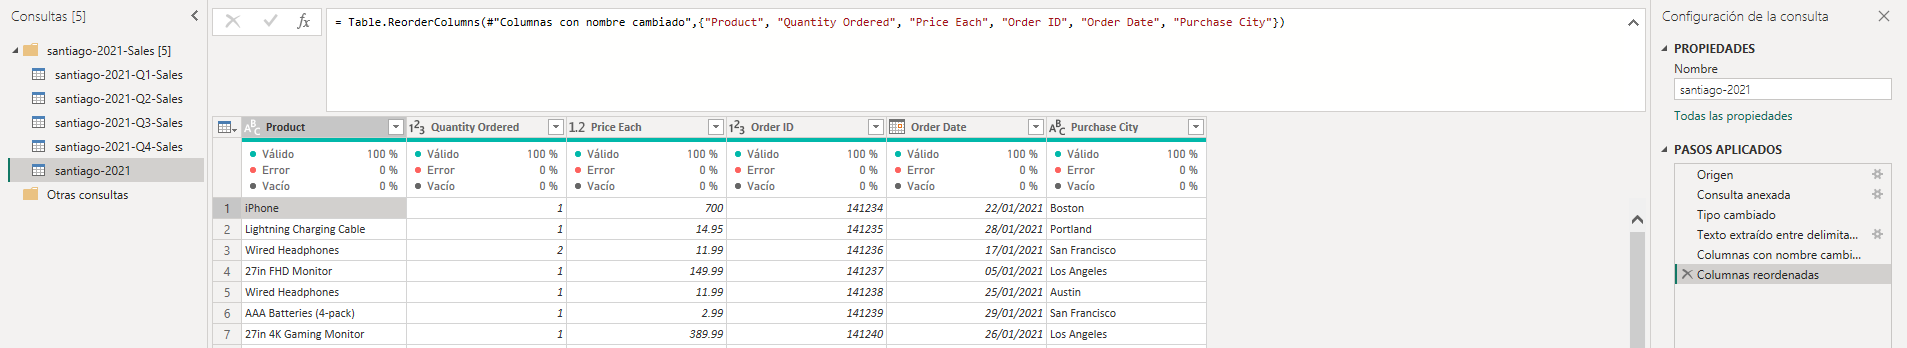 Consultas [5]
santiago-2021-Sales [5]
santiago-2021-Q1-Sales
santiago-2021-Q2-Sales
santiago-2021-Q3-Sales
santiago-2021-Q4-Sales
santiago-2021
Otras consultas
fx = Table.ReorderColumns(#"Columnas con nombre cambiado",{"Product", "Quantity Ordered", "Price Each", "Order ID", "Order Date", "Purchase City"})
ABC Product 123 Quantity Ordered 1.2 Price Each 123 Order ID Order Date ABC Purchase City
Válido 100 % Válido 100 % Válido 100 % Válido 100 % Válido 100 % Válido 100 %
Error 0 % Error 0 % Error 0 % Error 0 % Error 0 % Error 0 %
Vacío 0 % Vacío 0 % Vacío 0 % Vacío 0 % Vacío 0 % Vacío 0 %
1 iPhone 1 700 141234 22/01/2021 Boston
2 Lightning Charging Cable 1 14.95 141235 28/01/2021 Portland
3 Wired Headphones 2 11.99 141236 17/01/2021 San Francisco
4 27in FHD Monitor 1 149.99 141237 05/01/2021 Los Angeles
5 Wired Headphones 1 11.99 141238 25/01/2021 Austin
6 AAA Batteries (4-pack) 1 2.99 141239 29/01/2021 San Francisco
7 27in 4K Gaming Monitor 1 389.99 141240 26/01/2021 Los Angeles
Configuración de la consulta
PROPIEDADES
Nombre
santiago-2021
Todas las propiedades
PASOS APLICADOS
Origen
Consulta anexada
Tipo cambiado
Texto extraído entre delimita...
Columnas con nombre cambi...
Columnas reordenadas